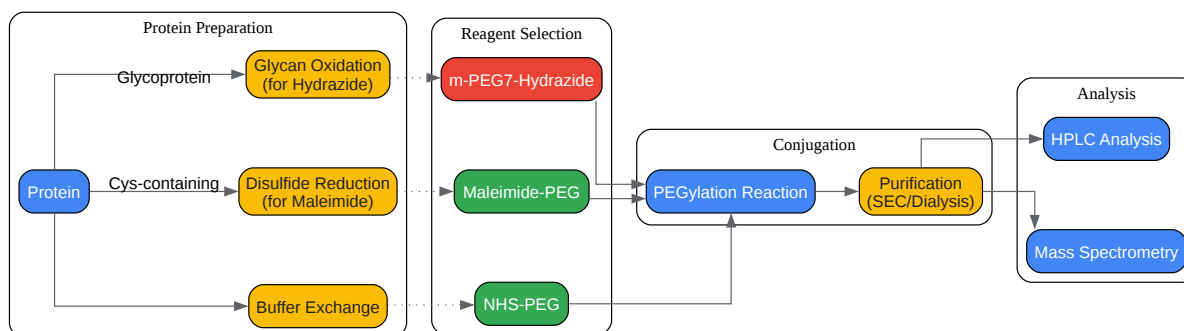 Protein Preparation
Reagent Selection
Glycoprotein
Glycan Oxidation
(for Hydrazide)
m-PEG7-Hydrazide
Analysis
HPLC Analysis
Conjugation
Protein
Cys-containing
Disulfide Reduction
(for Maleimide)
Maleimide-PEG
PEGylation Reaction
Purification
(SEC/Dialysis)
Mass Spectrometry
Buffer Exchange
NHS-PEG